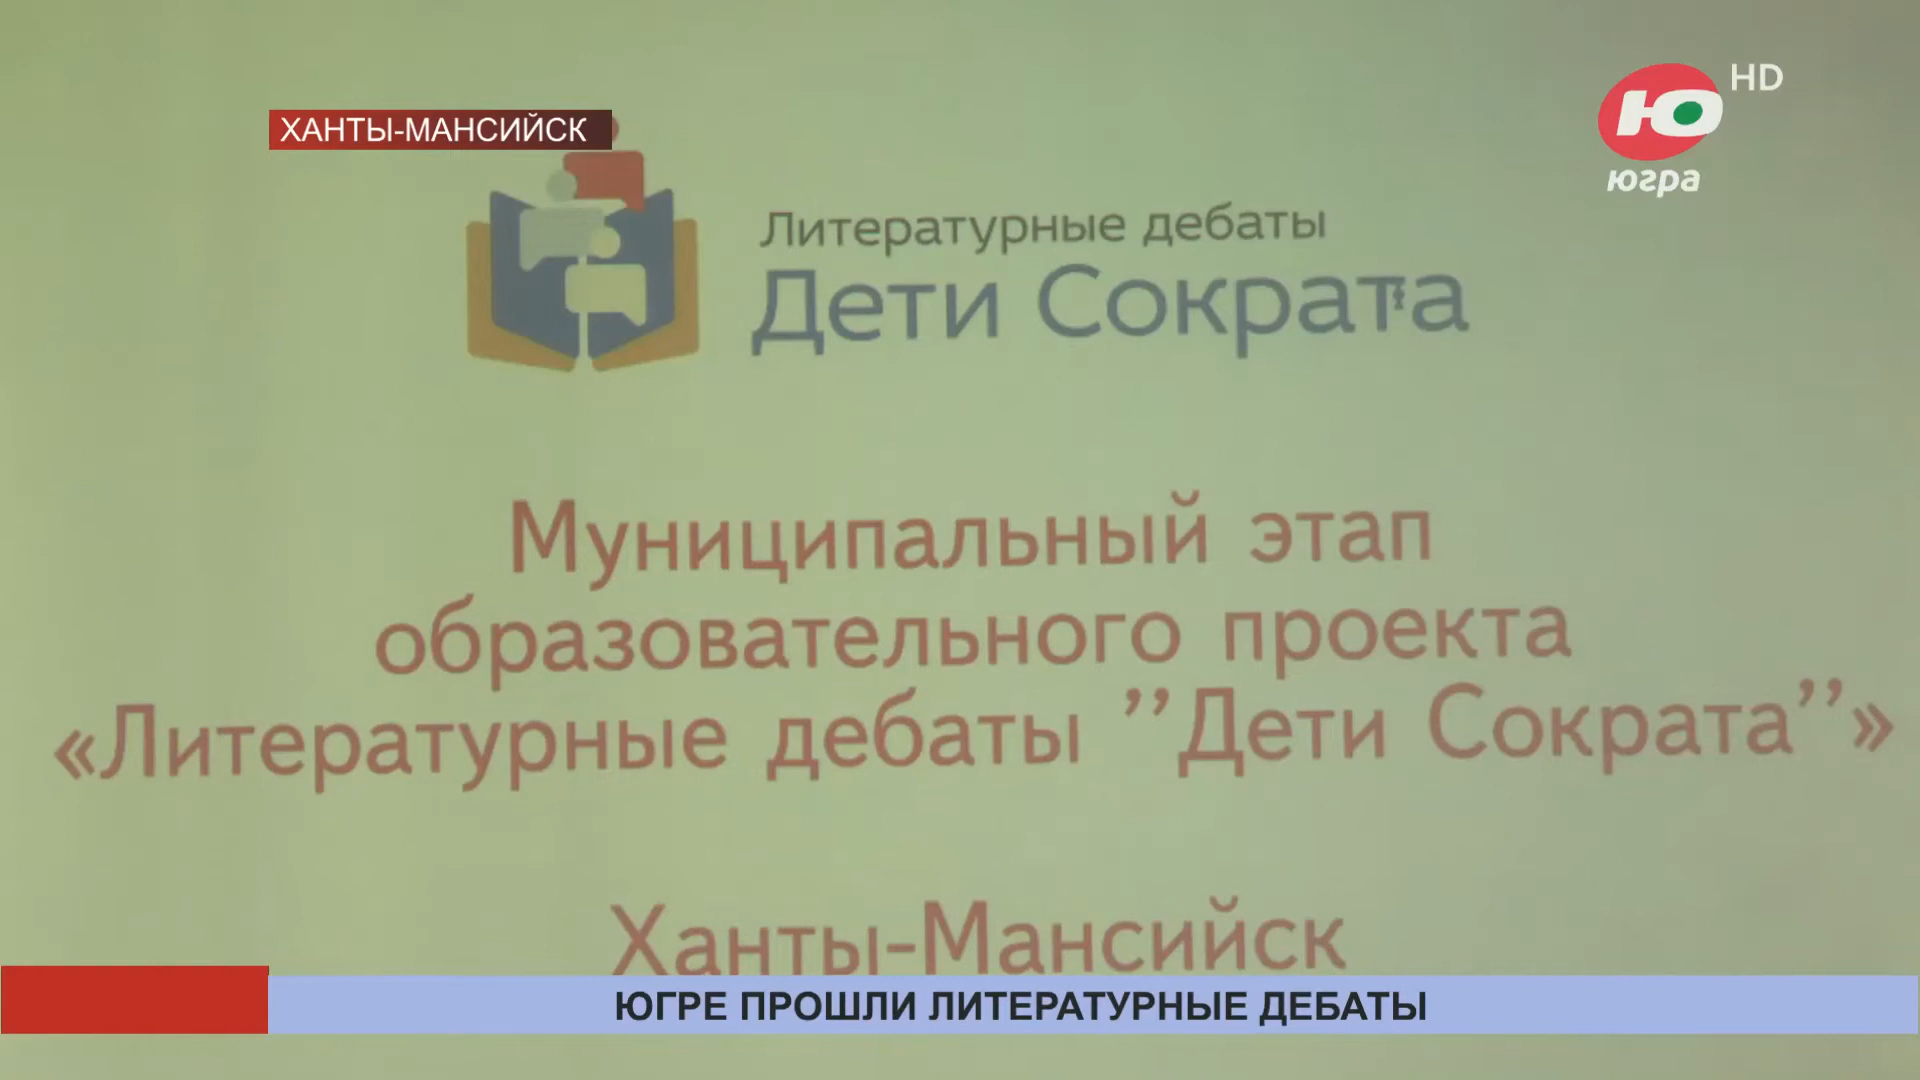 HD
ХАНТЫ-МАНСИЙСК
Ю
югра
Литературные дебаты
Дети Сократа
Муниципальный этап
образовательного проекта
«Литературные дебаты ’’Дети Сократа’’»
Ханты-Мансийск
ЮГРЕ ПРОШЛИ ЛИТЕРАТУРНЫЕ ДЕБАТЫ